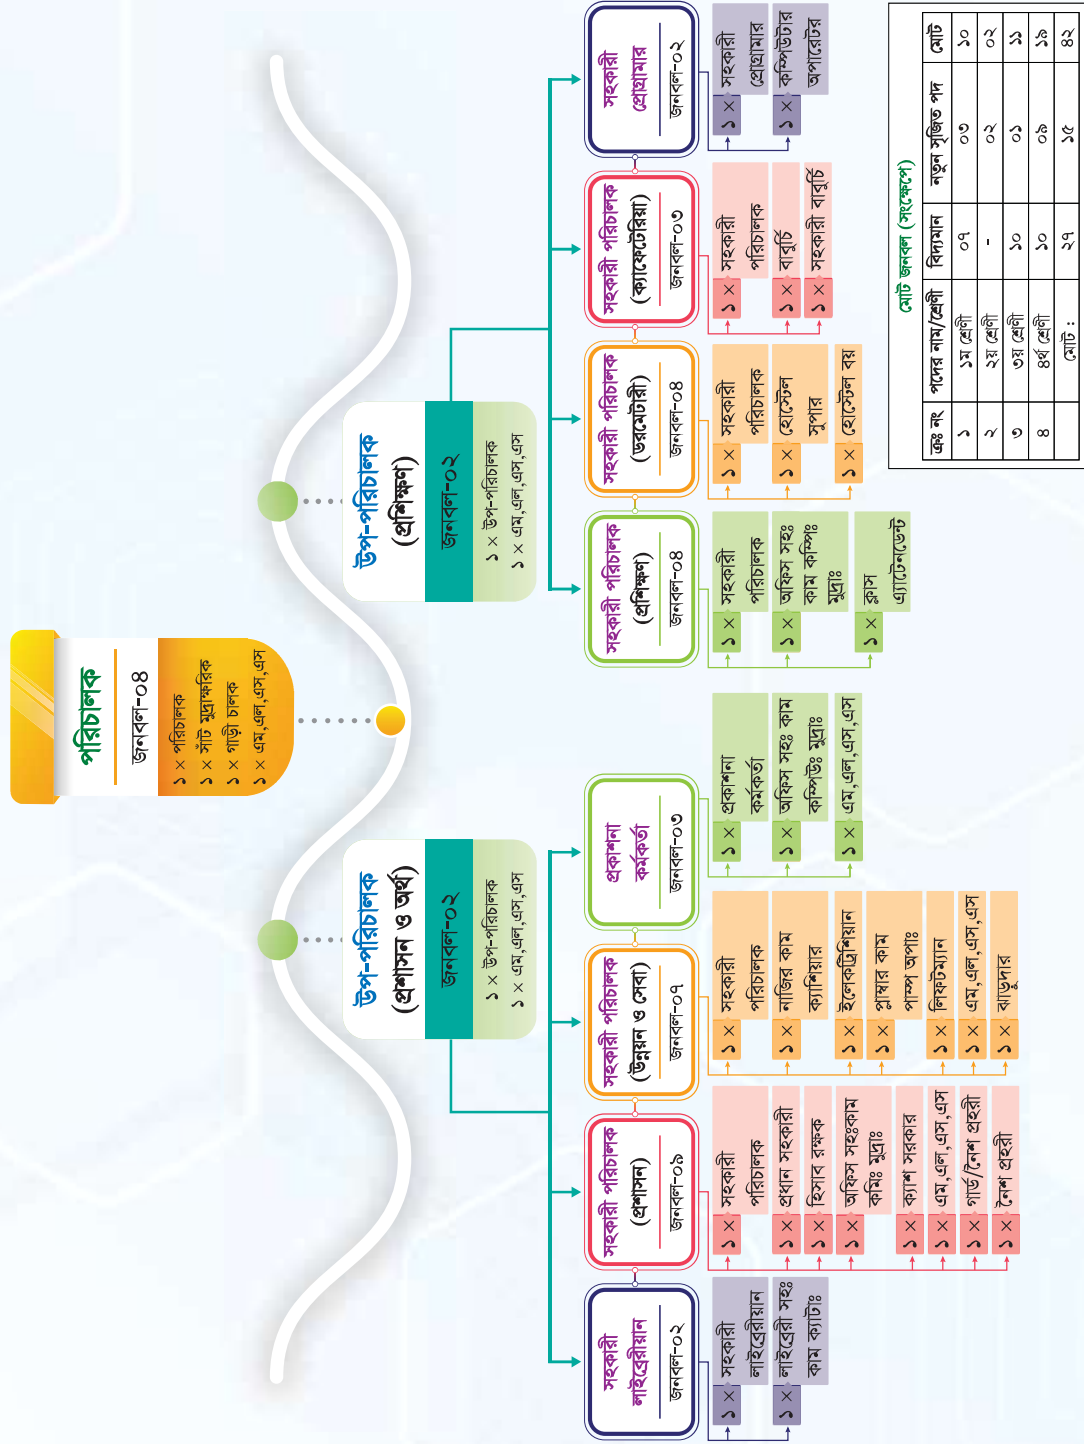 পরিচালক
জনবল-০৪
১ × পরিচালক
১ × সাঁট মুদ্রাক্ষরিক
১ × গাড়ী চালক
১ × এম,এল,এস,এস
উপ-পরিচালক
(প্রশাসন ও অর্থ)
জনবল-০২
১ × উপ-পরিচালক
১ × এম,এল,এস,এস
উপ-পরিচালক
(প্রশিক্ষণ)
জনবল-০২
১ × উপ-পরিচালক
১ × এম,এল,এস,এস
সহকারী
লাইব্রেরীয়ান
জনবল-০২
১ × সহকারী
লাইব্রেরীয়ান
১ × লাইব্রেরী সহঃ
কাম ক্যাটাঃ
সহকারী পরিচালক
(প্রশাসন)
জনবল-০৯
১ × সহকারী
পরিচালক
১ × প্রধান সহকারী
১ × হিসাব রক্ষক
১ × অফিস সহঃকাম
কমিঃ মুদ্রাঃ
১ × ক্যাশ সরকার
১ × এম,এল,এস,এস
১ × গার্ড/নৈশ প্রহরী
১ × নৈশ প্রহরী
সহকারী পরিচালক
(উন্নয়ন ও সেবা)
জনবল-০৭
১ × সহকারী
পরিচালক
১ × নাজির কাম
ক্যাশিয়ার
১ × ইলেকট্রিশিয়ান
১ × প্লাম্বার কাম
পাম্প অপাঃ
১ × লিফটম্যান
১ × এম,এল,এস,এস
১ × ঝাড়ুদার
প্রকাশনা
কর্মকর্তা
জনবল-০৩
১ × প্রকাশনা
কর্মকর্তা
১ × অফিস সহঃ কাম
কম্পিউঃ মুদ্রাঃ
১ × এম,এল,এস,এস
সহকারী পরিচালক
(প্রশিক্ষণ)
জনবল-০৪
১ × সহকারী
পরিচালক
১ × অফিস সহঃ
কাম কম্পিঃ
মুদ্রাঃ
১ × ক্লাস
এ্যাটেনডেন্ট
সহকারী পরিচালক
(ডরমেটারী)
জনবল-০৪
১ × সহকারী
পরিচালক
১ × হোস্টেল
সুপার
১ × হোস্টেল বয়
সহকারী পরিচালক
(ক্যাফেটেরিয়া)
জনবল-০৩
১ × সহকারী
পরিচালক
১ × বাবুর্চি
১ × সহকারী বাবুর্চি
সহকারী
প্রোগ্রামার
জনবল-০২
১ × সহকারী
প্রোগ্রামার
১ × কম্পিউটার
অপারেটর
মোট জনবল (সংক্ষেপে)
ক্রঃ নং পদের নাম/শ্রেণী বিদ্যমান নতুন সৃজিত পদ মোট
১ ১ম শ্রেণী ০৭ ০৩ ১০
২ ২য় শ্রেণী - ০২ ০২
৩ ৩য় শ্রেণী ১০ ০১ ১১
৪ ৪র্থ শ্রেণী ১০ ০৯ ১৯
মোট : ২৭ ১৫ ৪২